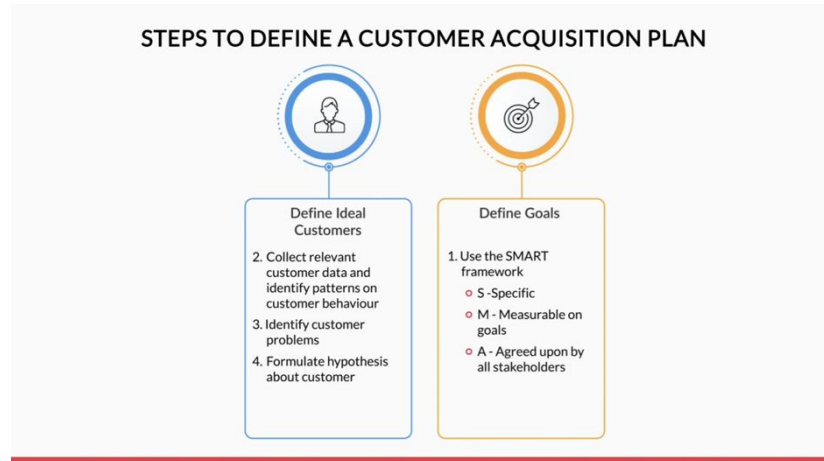 STEPS TO DEFINE A CUSTOMER ACQUISITION PLAN
Define Ideal
Customers
2. Collect relevant
customer data and
identify patterns on
customer behaviour
3. Identify customer
problems
4. Formulate hypothesis
about customer
Define Goals
1. Use the SMART
framework
S -Specific
M - Measurable on
goals
A - Agreed upon by
all stakeholders